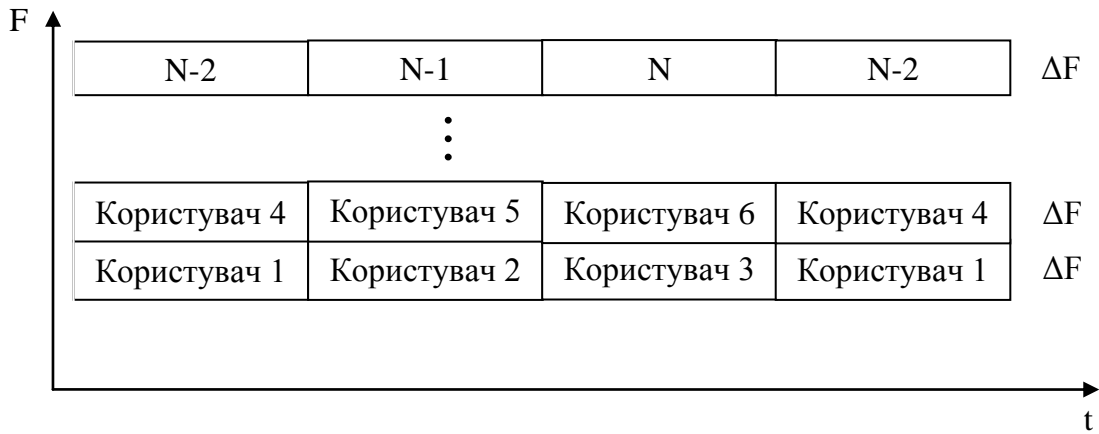 F
N-2 N-1 N N-2 ΔF
Користувач 4 Користувач 5 Користувач 6 Користувач 4 ΔF
Користувач 1 Користувач 2 Користувач 3 Користувач 1 ΔF
t